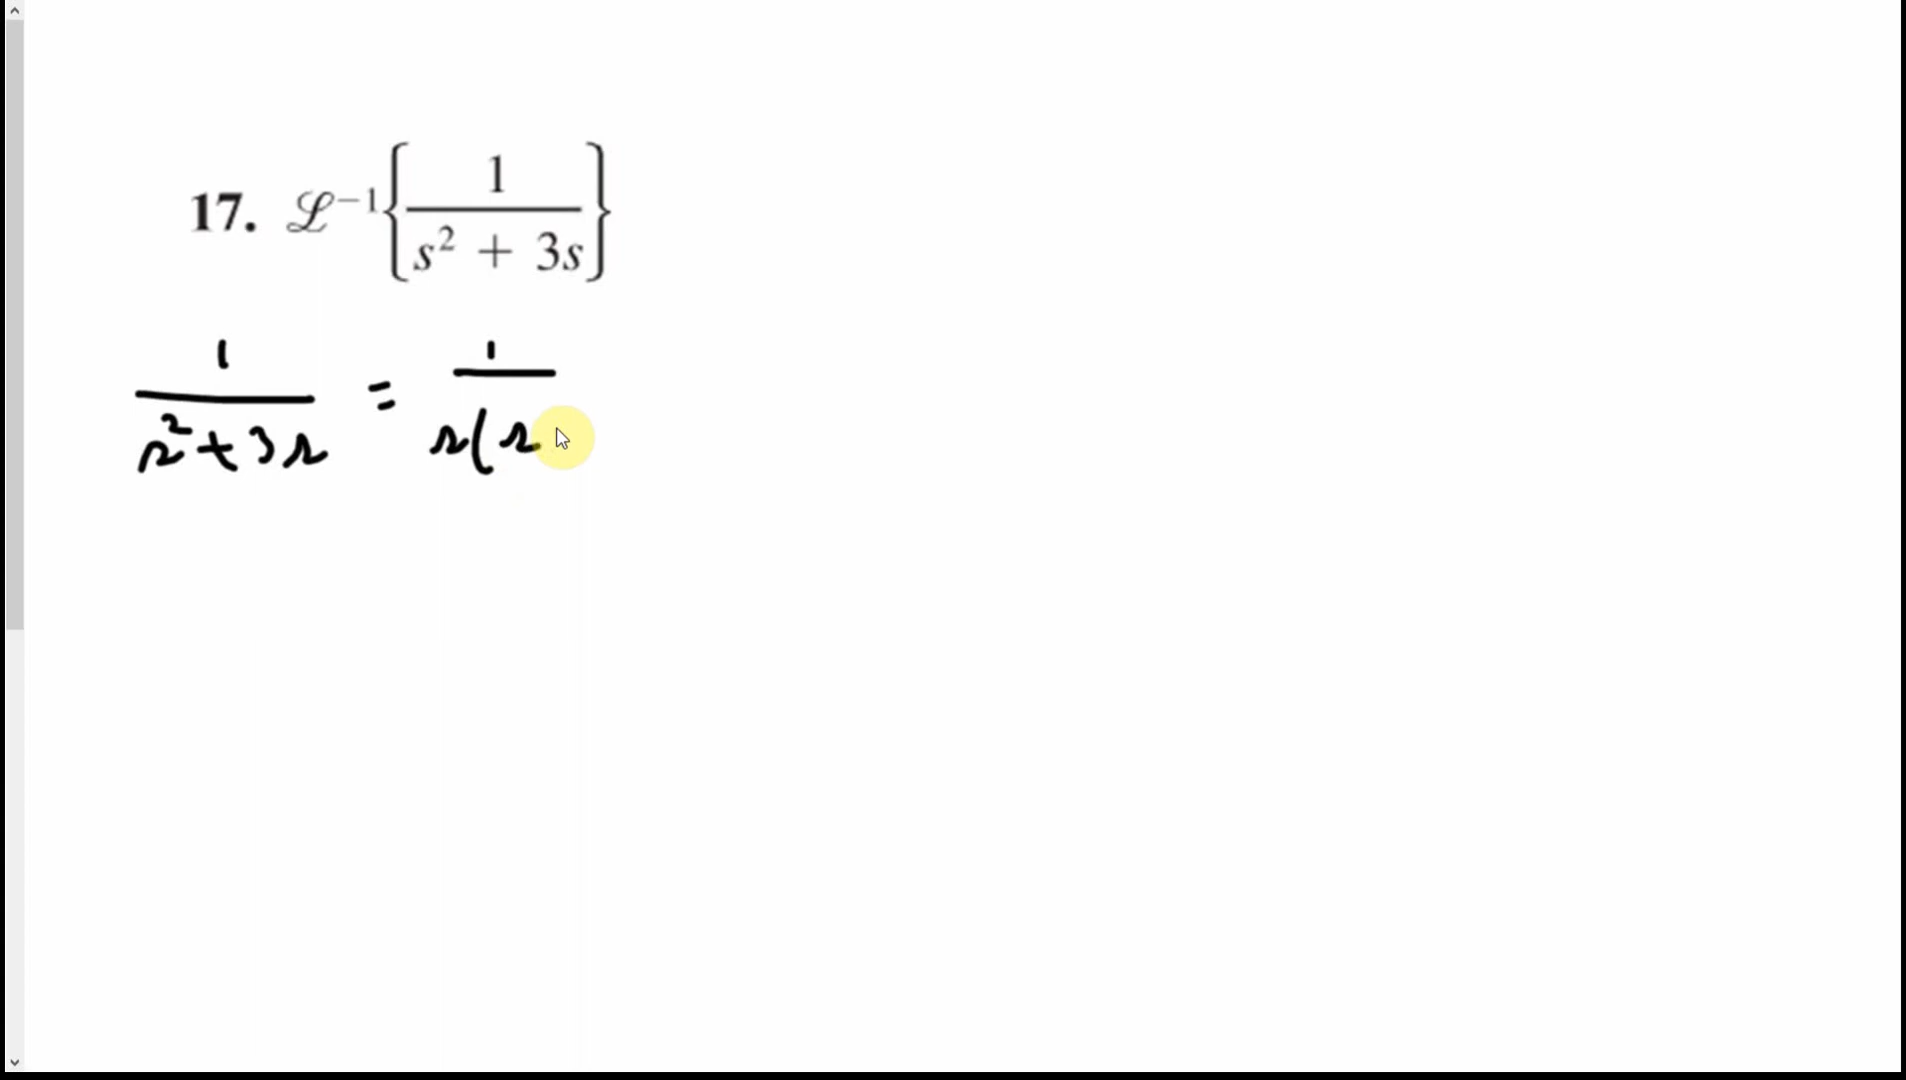 17. ℒ⁻¹{1/(s² + 3s)}
1/(s²+3s) = 1/(s(s